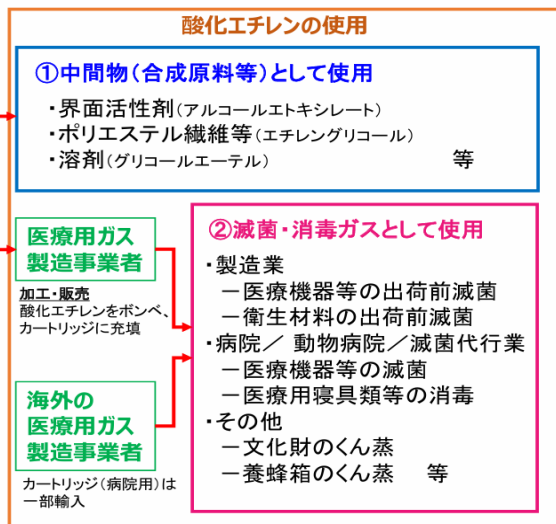 酸化エチレンの使用
①中間物(合成原料等)として使用
・界面活性剤(アルコールエトキシレート)
・ポリエステル繊維等(エチレングリコール)
・溶剤(グリコールエーテル) 等
医療用ガス
製造事業者
加工・販売
酸化エチレンをボンベ、
カートリッジに充填
海外の
医療用ガス
製造事業者
カートリッジ(病院用)は
一部輸入
②滅菌・消毒ガスとして使用
・製造業
－医療機器等の出荷前滅菌
－衛生材料の出荷前滅菌
・病院／動物病院／滅菌代行業
－医療機器等の滅菌
－医療用寝具類等の消毒
・その他
－文化財のくん蒸
－養蜂箱のくん蒸 等